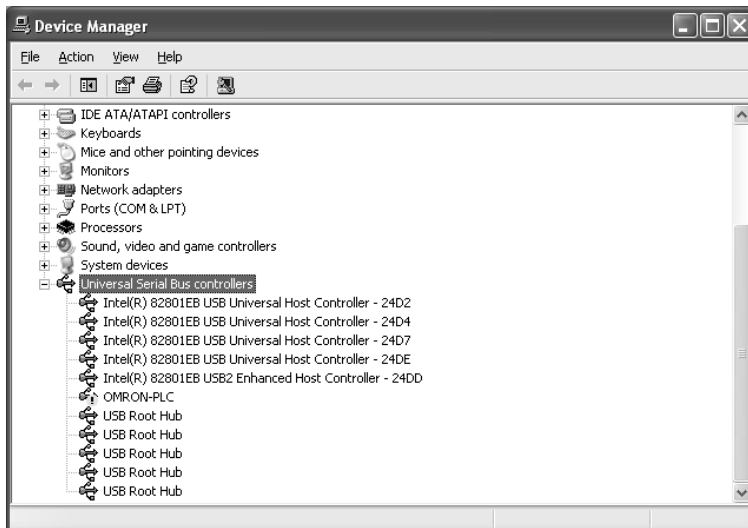 Device Manager
File Action View Help
IDE ATA/ATAPI controllers
Keyboards
Mice and other pointing devices
Monitors
Network adapters
Ports (COM & LPT)
Processors
Sound, video and game controllers
System devices
Universal Serial Bus controllers
Intel(R) 82801EB USB Universal Host Controller - 24D2
Intel(R) 82801EB USB Universal Host Controller - 24D4
Intel(R) 82801EB USB Universal Host Controller - 24D7
Intel(R) 82801EB USB Universal Host Controller - 24DE
Intel(R) 82801EB USB2 Enhanced Host Controller - 24DD
OMRON-PLC
USB Root Hub
USB Root Hub
USB Root Hub
USB Root Hub
USB Root Hub